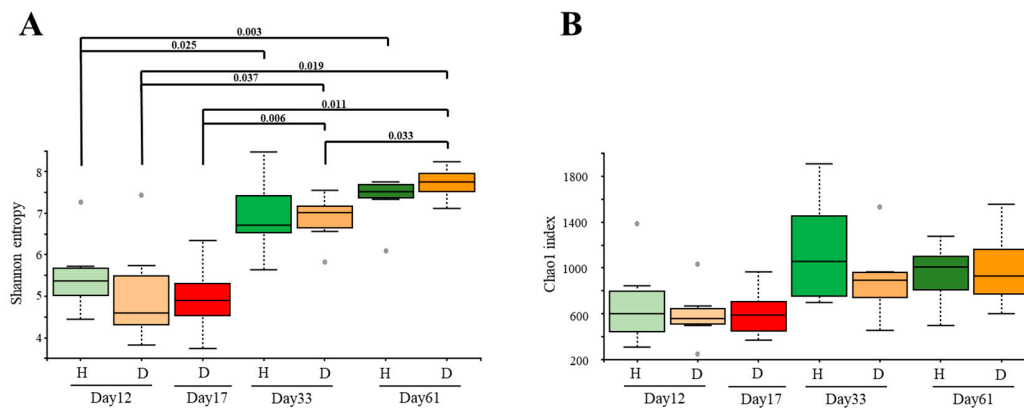 A
0.003
0.025
0.019
0.037
0.011
0.006
0.033
Shannon entropy
8
7
6
5
4
H D D H D H D
Day12 Day17 Day33 Day61
B
Chao1 index
1800
1400
1000
600
200
H D D H D H D
Day12 Day17 Day33 Day61